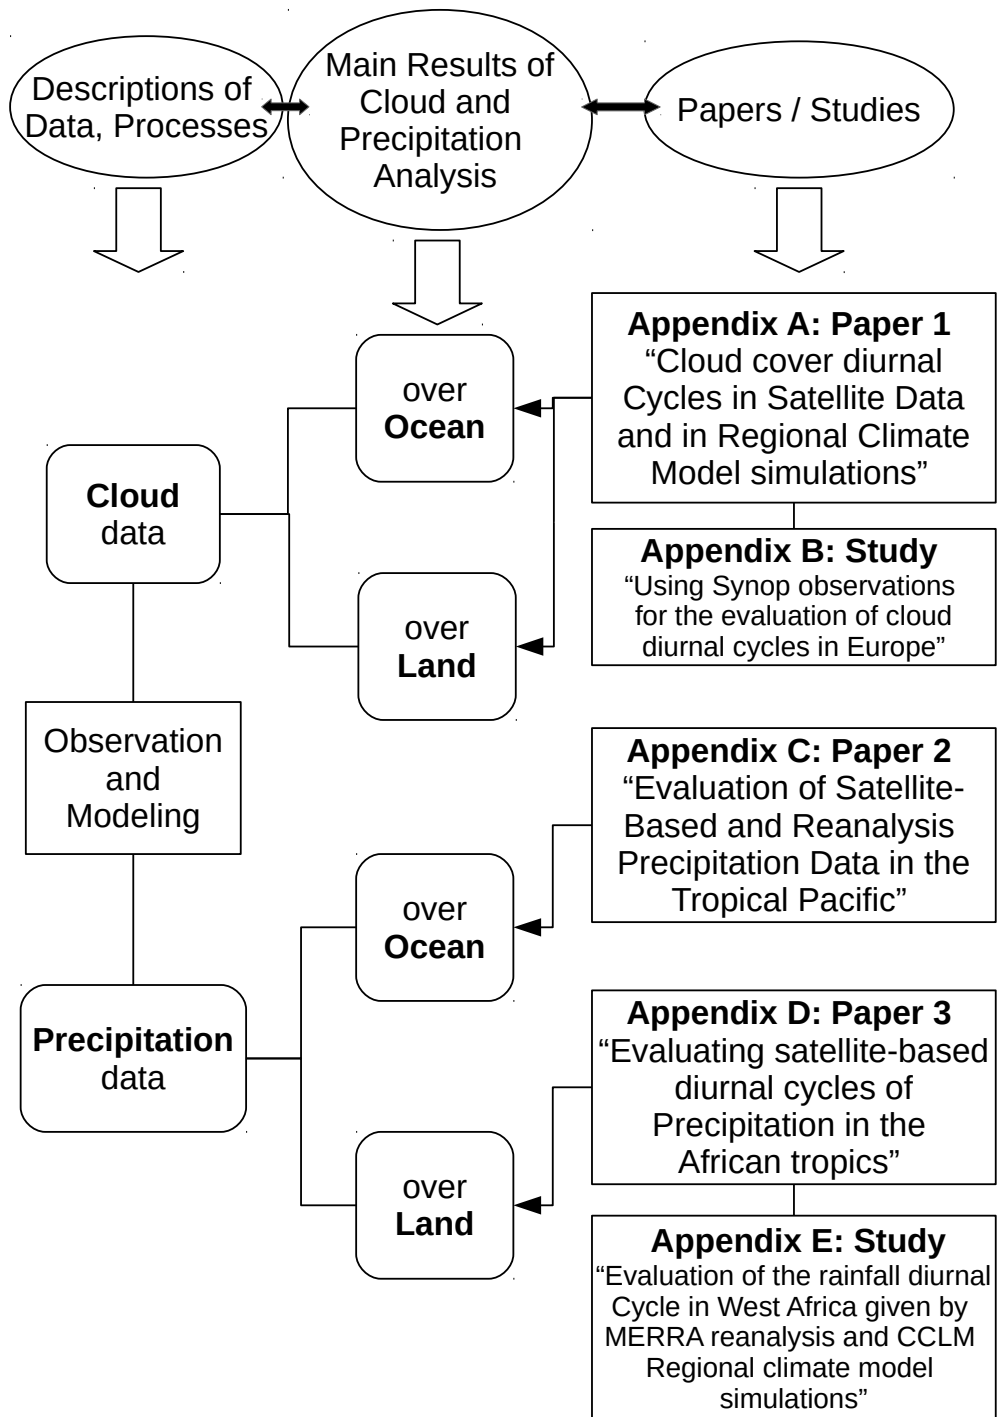 Descriptions of
Data, Processes
Main Results of
Cloud and
Precipitation
Analysis
Papers / Studies
Appendix A: Paper 1
“Cloud cover diurnal
Cycles in Satellite Data
and in Regional Climate
Model simulations”
over
Ocean
Cloud
data
Appendix B: Study
“Using Synop observations
for the evaluation of cloud
diurnal cycles in Europe”
over
Land
Observation
and
Modeling
Appendix C: Paper 2
“Evaluation of Satellite-
Based and Reanalysis
Precipitation Data in the
Tropical Pacific”
over
Ocean
Precipitation
data
Appendix D: Paper 3
“Evaluating satellite-based
diurnal cycles of
Precipitation in the
African tropics”
over
Land
Appendix E: Study
“Evaluation of the rainfall diurnal
Cycle in West Africa given by
MERRA reanalysis and CCLM
Regional climate model
simulations”